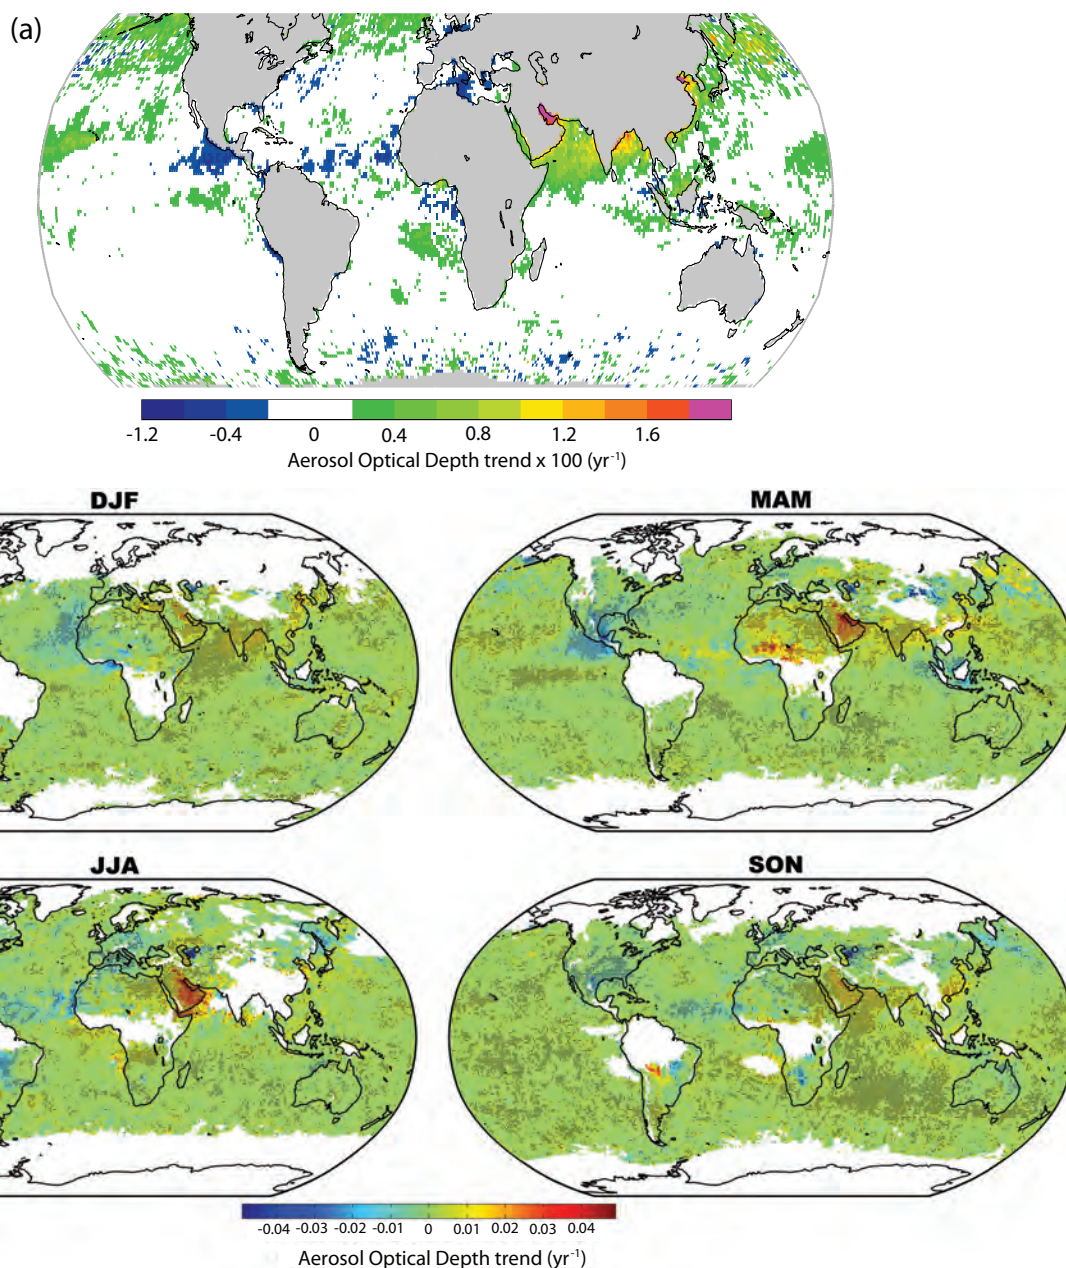 (a)
-1.2 -0.4 0 0.4 0.8 1.2 1.6
Aerosol Optical Depth trend x 100 (yr⁻¹)
DJF MAM
JJA SON
-0.04 -0.03 -0.02 -0.01 0 0.01 0.02 0.03 0.04
Aerosol Optical Depth trend (yr⁻¹)